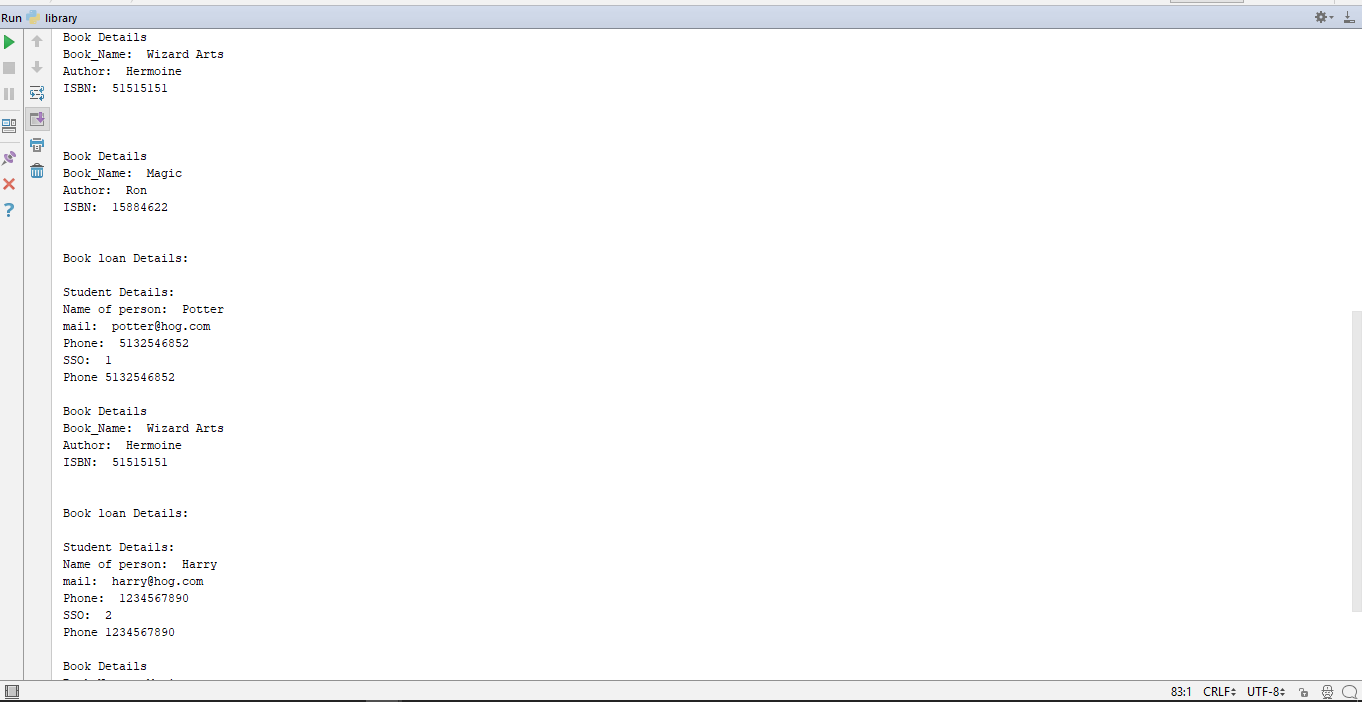 Run library
Book Details
Book_Name:  Wizard Arts
Author:  Hermoine
ISBN:  51515151
Book Details
Book_Name:  Magic
Author:  Ron
ISBN:  15884622
Book loan Details:
Student Details:
Name of person:  Potter
mail:  potter@hog.com
Phone:  5132546852
SSO:  1
Phone 5132546852
Book Details
Book_Name:  Wizard Arts
Author:  Hermoine
ISBN:  51515151
Book loan Details:
Student Details:
Name of person:  Harry
mail:  harry@hog.com
Phone:  1234567890
SSO:  2
Phone 1234567890
Book Details
83:1 CRLF UTF-8